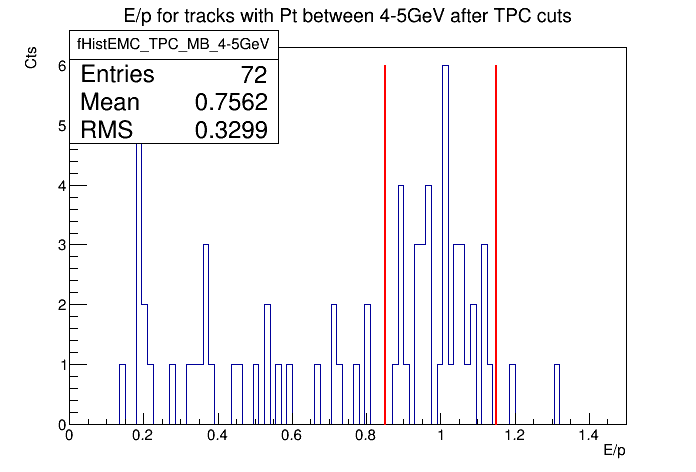 E/p for tracks with Pt between 4-5GeV after TPC cuts
fHistEMC_TPC_MB_4-5GeV
Entries 72
Mean 0.7562
RMS 0.3299
Cts
6
5
4
3
2
1
0
0 0.2 0.4 0.6 0.8 1 1.2 1.4
E/p